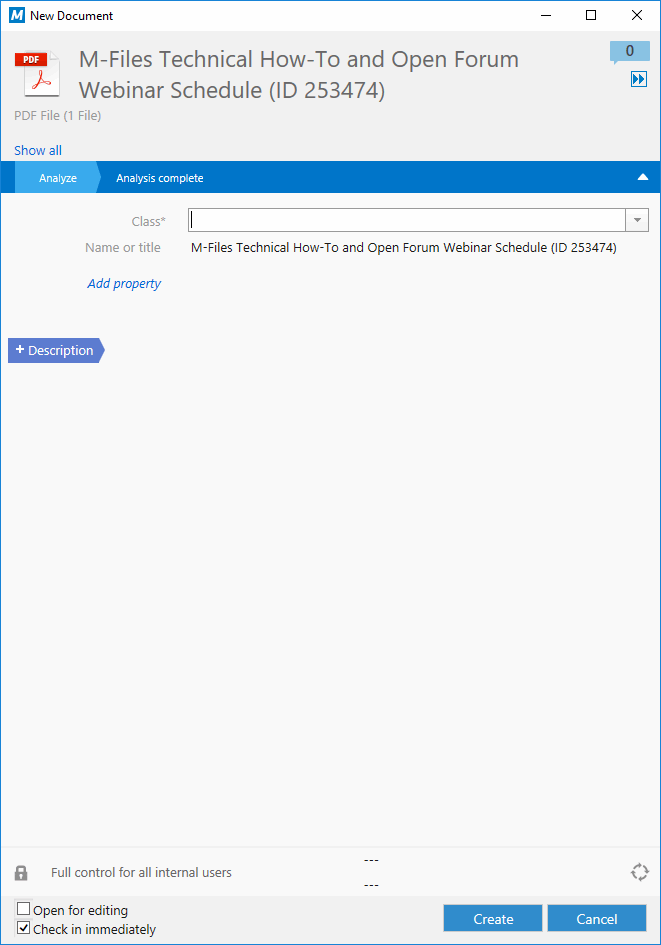 M New Document
0
PDF
M-Files Technical How-To and Open Forum
Webinar Schedule (ID 253474)
PDF File (1 File)
Show all
Analyze Analysis complete
Class*
Name or title M-Files Technical How-To and Open Forum Webinar Schedule (ID 253474)
Add property
+ Description
---
Full control for all internal users
---
Open for editing
Check in immediately
Create Cancel